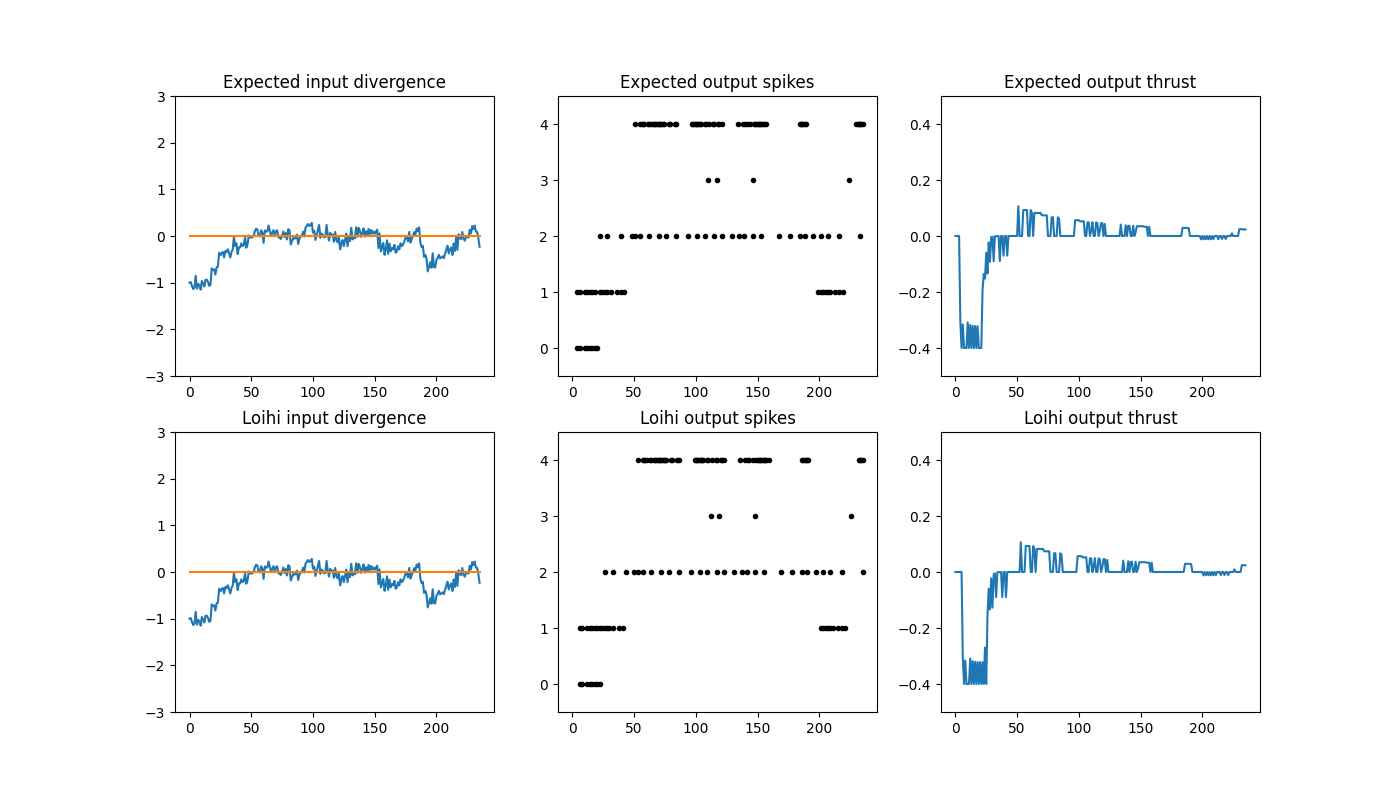 Expected input divergence
3
2
1
0
−1
−2
−3
0 50 100 150 200
Expected output spikes
4
3
2
1
0
0 50 100 150 200
Expected output thrust
0.4
0.2
0.0
−0.2
−0.4
0 50 100 150 200
Loihi input divergence
3
2
1
0
−1
−2
−3
0 50 100 150 200
Loihi output spikes
4
3
2
1
0
0 50 100 150 200
Loihi output thrust
0.4
0.2
0.0
−0.2
−0.4
0 50 100 150 200